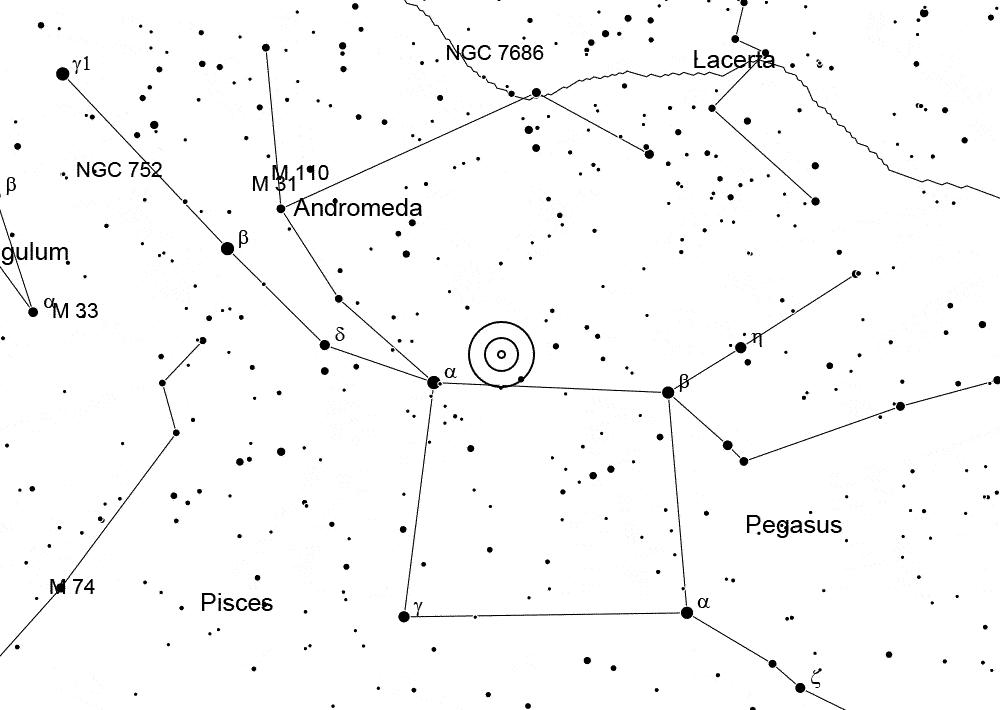 NGC 7686
Lacerta
γ1
NGC 752
M 110
M 31
β
Andromeda
β
gulum
α
M 33
δ
η
α
β
Pegasus
M 74
Pisces
γ
α
ζ